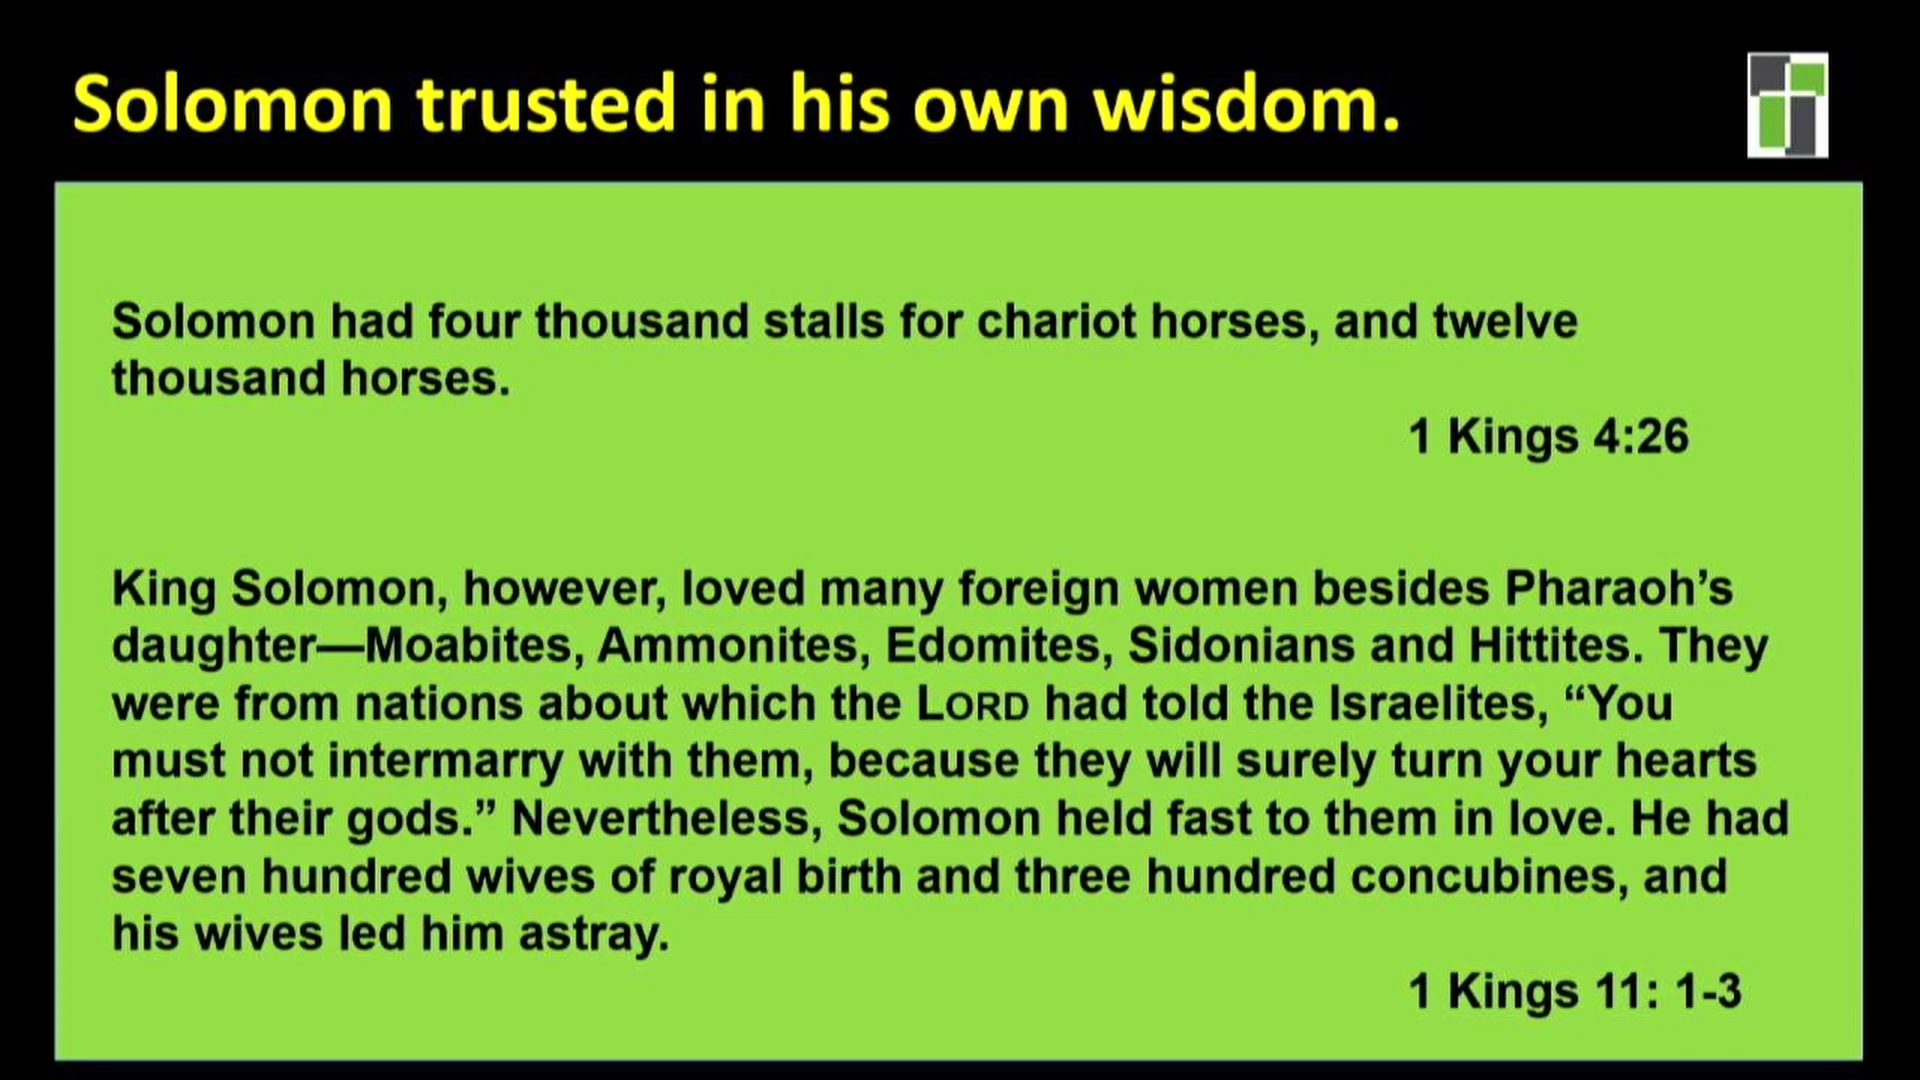 Solomon trusted in his own wisdom.
Solomon had four thousand stalls for chariot horses, and twelve
thousand horses.
1 Kings 4:26
King Solomon, however, loved many foreign women besides Pharaoh’s
daughter—Moabites, Ammonites, Edomites, Sidonians and Hittites. They
were from nations about which the LORD had told the Israelites, “You
must not intermarry with them, because they will surely turn your hearts
after their gods.” Nevertheless, Solomon held fast to them in love. He had
seven hundred wives of royal birth and three hundred concubines, and
his wives led him astray.
1 Kings 11: 1-3